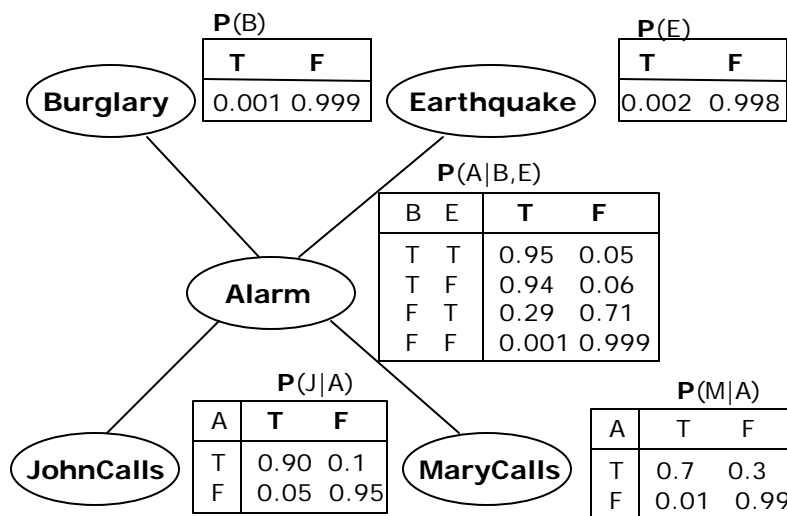 P(B)
T F
0.001 0.999
Burglary
P(E)
T F
0.002 0.998
Earthquake
P(A|B,E)
B E T F
T T 0.95 0.05
T F 0.94 0.06
F T 0.29 0.71
F F 0.001 0.999
Alarm
P(J|A)
A T F
T 0.90 0.1
F 0.05 0.95
JohnCalls
P(M|A)
A T F
T 0.7 0.3
F 0.01 0.99
MaryCalls